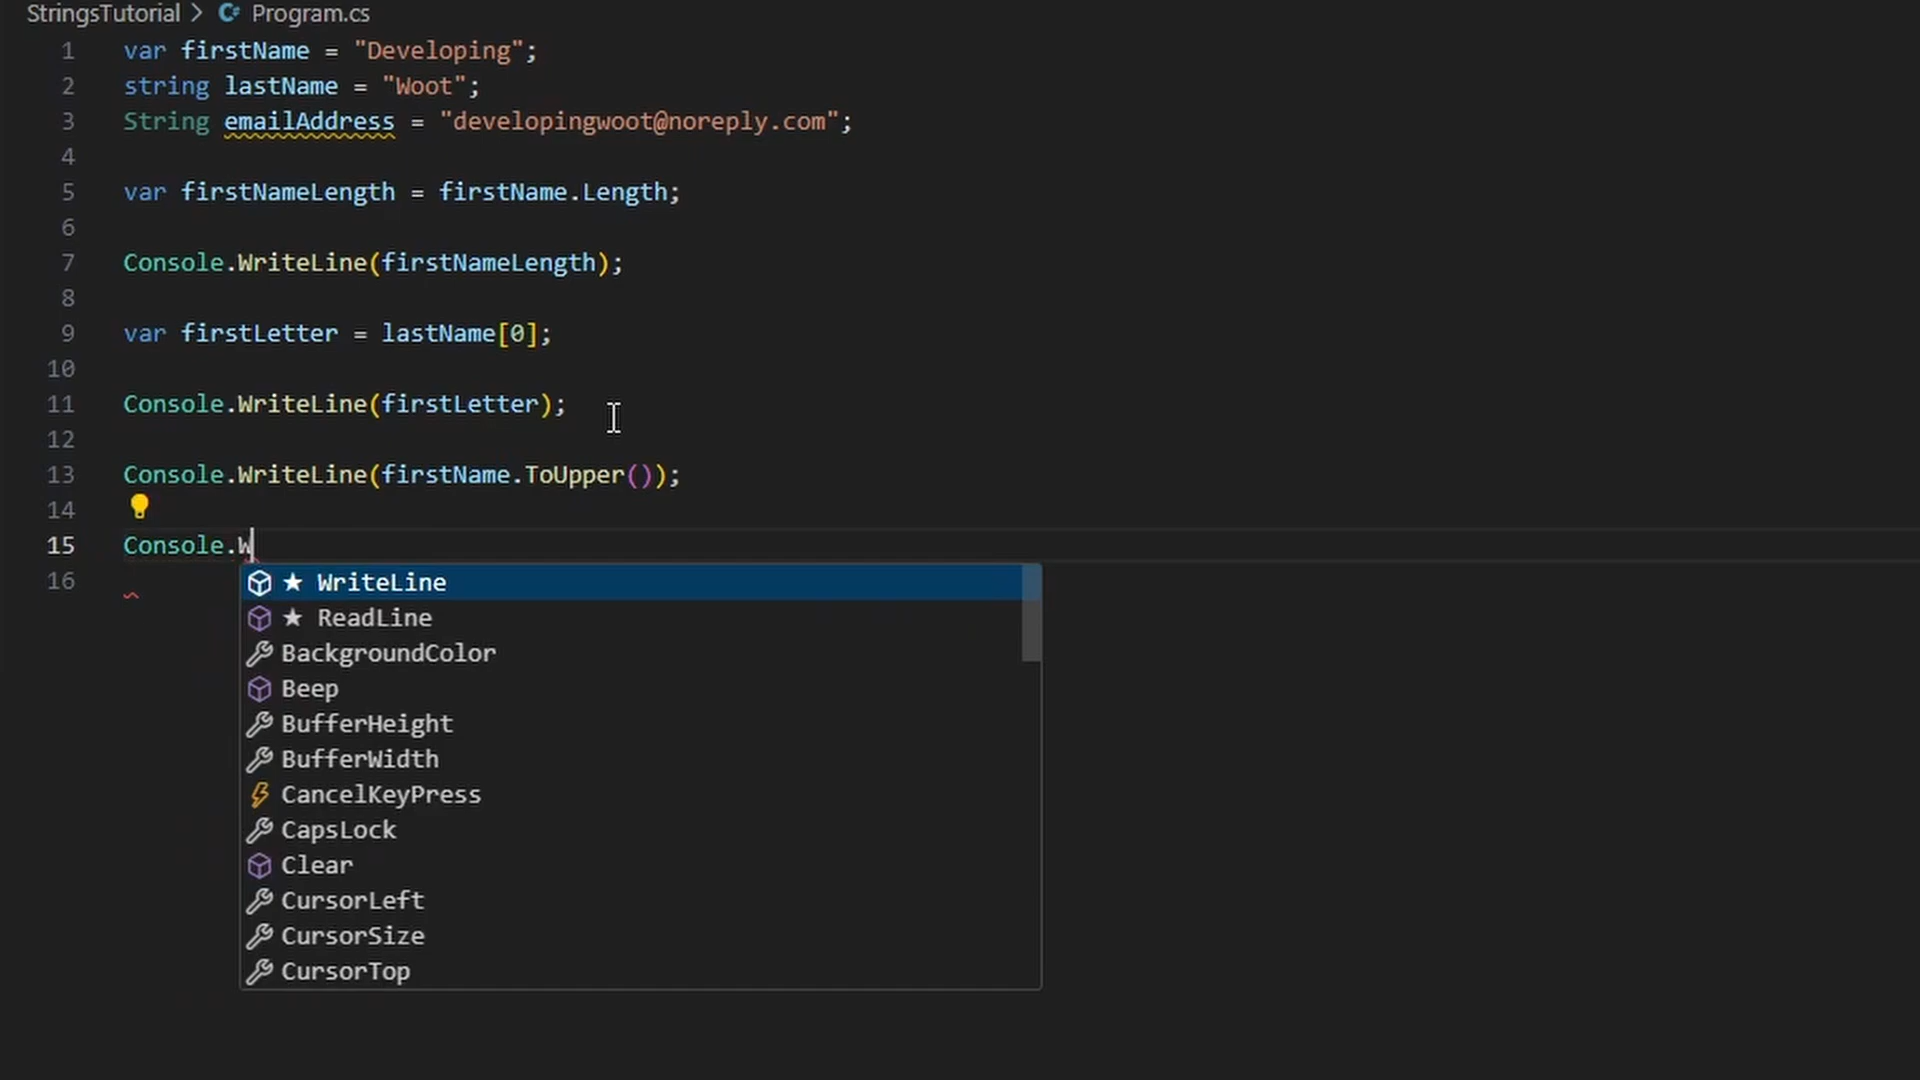 StringsTutorial > C# Program.cs
1 var firstName = "Developing";
2 string lastName = "Woot";
3 String emailAddress = "developingwoot@noreply.com";
4
5 var firstNameLength = firstName.Length;
6
7 Console.WriteLine(firstNameLength);
8
9 var firstLetter = lastName[0];
10
11 Console.WriteLine(firstLetter);
12
13 Console.WriteLine(firstName.ToUpper());
14
15 Console.W
16
★ WriteLine
★ ReadLine
BackgroundColor
Beep
BufferHeight
BufferWidth
CancelKeyPress
CapsLock
Clear
CursorLeft
CursorSize
CursorTop